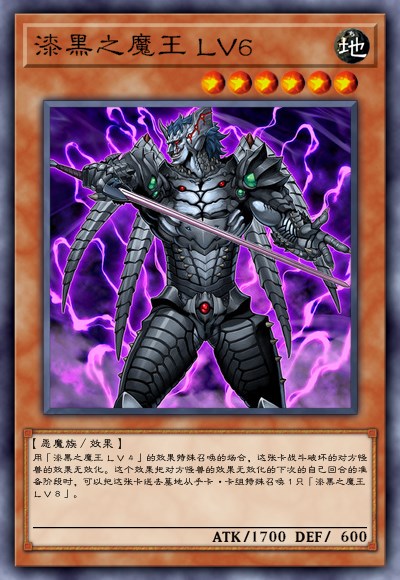 漆黑之魔王 LV6
地
【恶魔族／效果】
用「漆黑之魔王 LV4」的效果特殊召唤的场合，这张卡战斗破坏的对方怪
兽的效果无效化。这个效果把对方怪兽的效果无效化的下次的自己回合的准
备阶段时，可以把这张卡送去墓地从手卡·卡组特殊召唤1只「漆黑之魔王
LV8」。
ATK/1700 DEF/ 600